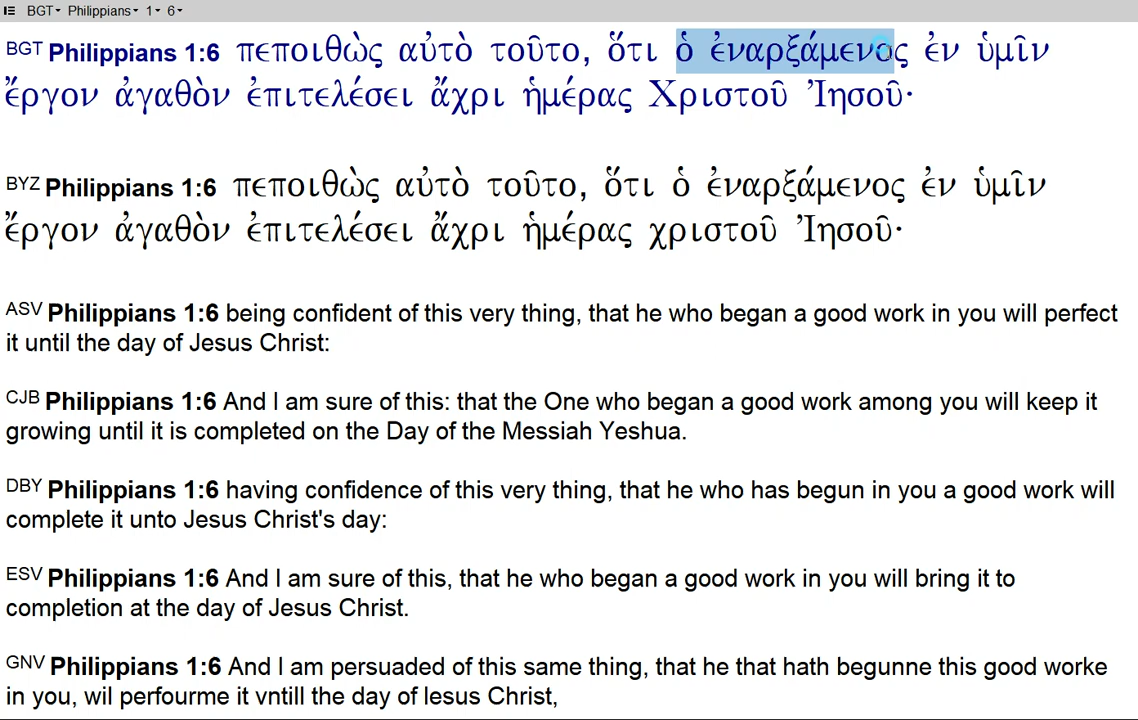 BGT Philippians 1 6
BGT Philippians 1:6 πεποιθὼς αὐτὸ τοῦτο, ὅτι ὁ ἐναρξάμενος ἐν ὑμῖν
ἔργον ἀγαθὸν ἐπιτελέσει ἄχρι ἡμέρας Χριστοῦ Ἰησοῦ·
BYZ Philippians 1:6 πεποιθὼς αὐτὸ τοῦτο, ὅτι ὁ ἐναρξάμενος ἐν ὑμῖν
ἔργον ἀγαθὸν ἐπιτελέσει ἄχρι ἡμέρας χριστοῦ Ἰησοῦ·
ASV Philippians 1:6 being confident of this very thing, that he who began a good work in you will perfect
it until the day of Jesus Christ:
CJB Philippians 1:6 And I am sure of this: that the One who began a good work among you will keep it
growing until it is completed on the Day of the Messiah Yeshua.
DBY Philippians 1:6 having confidence of this very thing, that he who has begun in you a good work will
complete it unto Jesus Christ's day:
ESV Philippians 1:6 And I am sure of this, that he who began a good work in you will bring it to
completion at the day of Jesus Christ.
GNV Philippians 1:6 And I am persuaded of this same thing, that he that hath begunne this good worke
in you, wil perfourme it vntill the day of Iesus Christ,